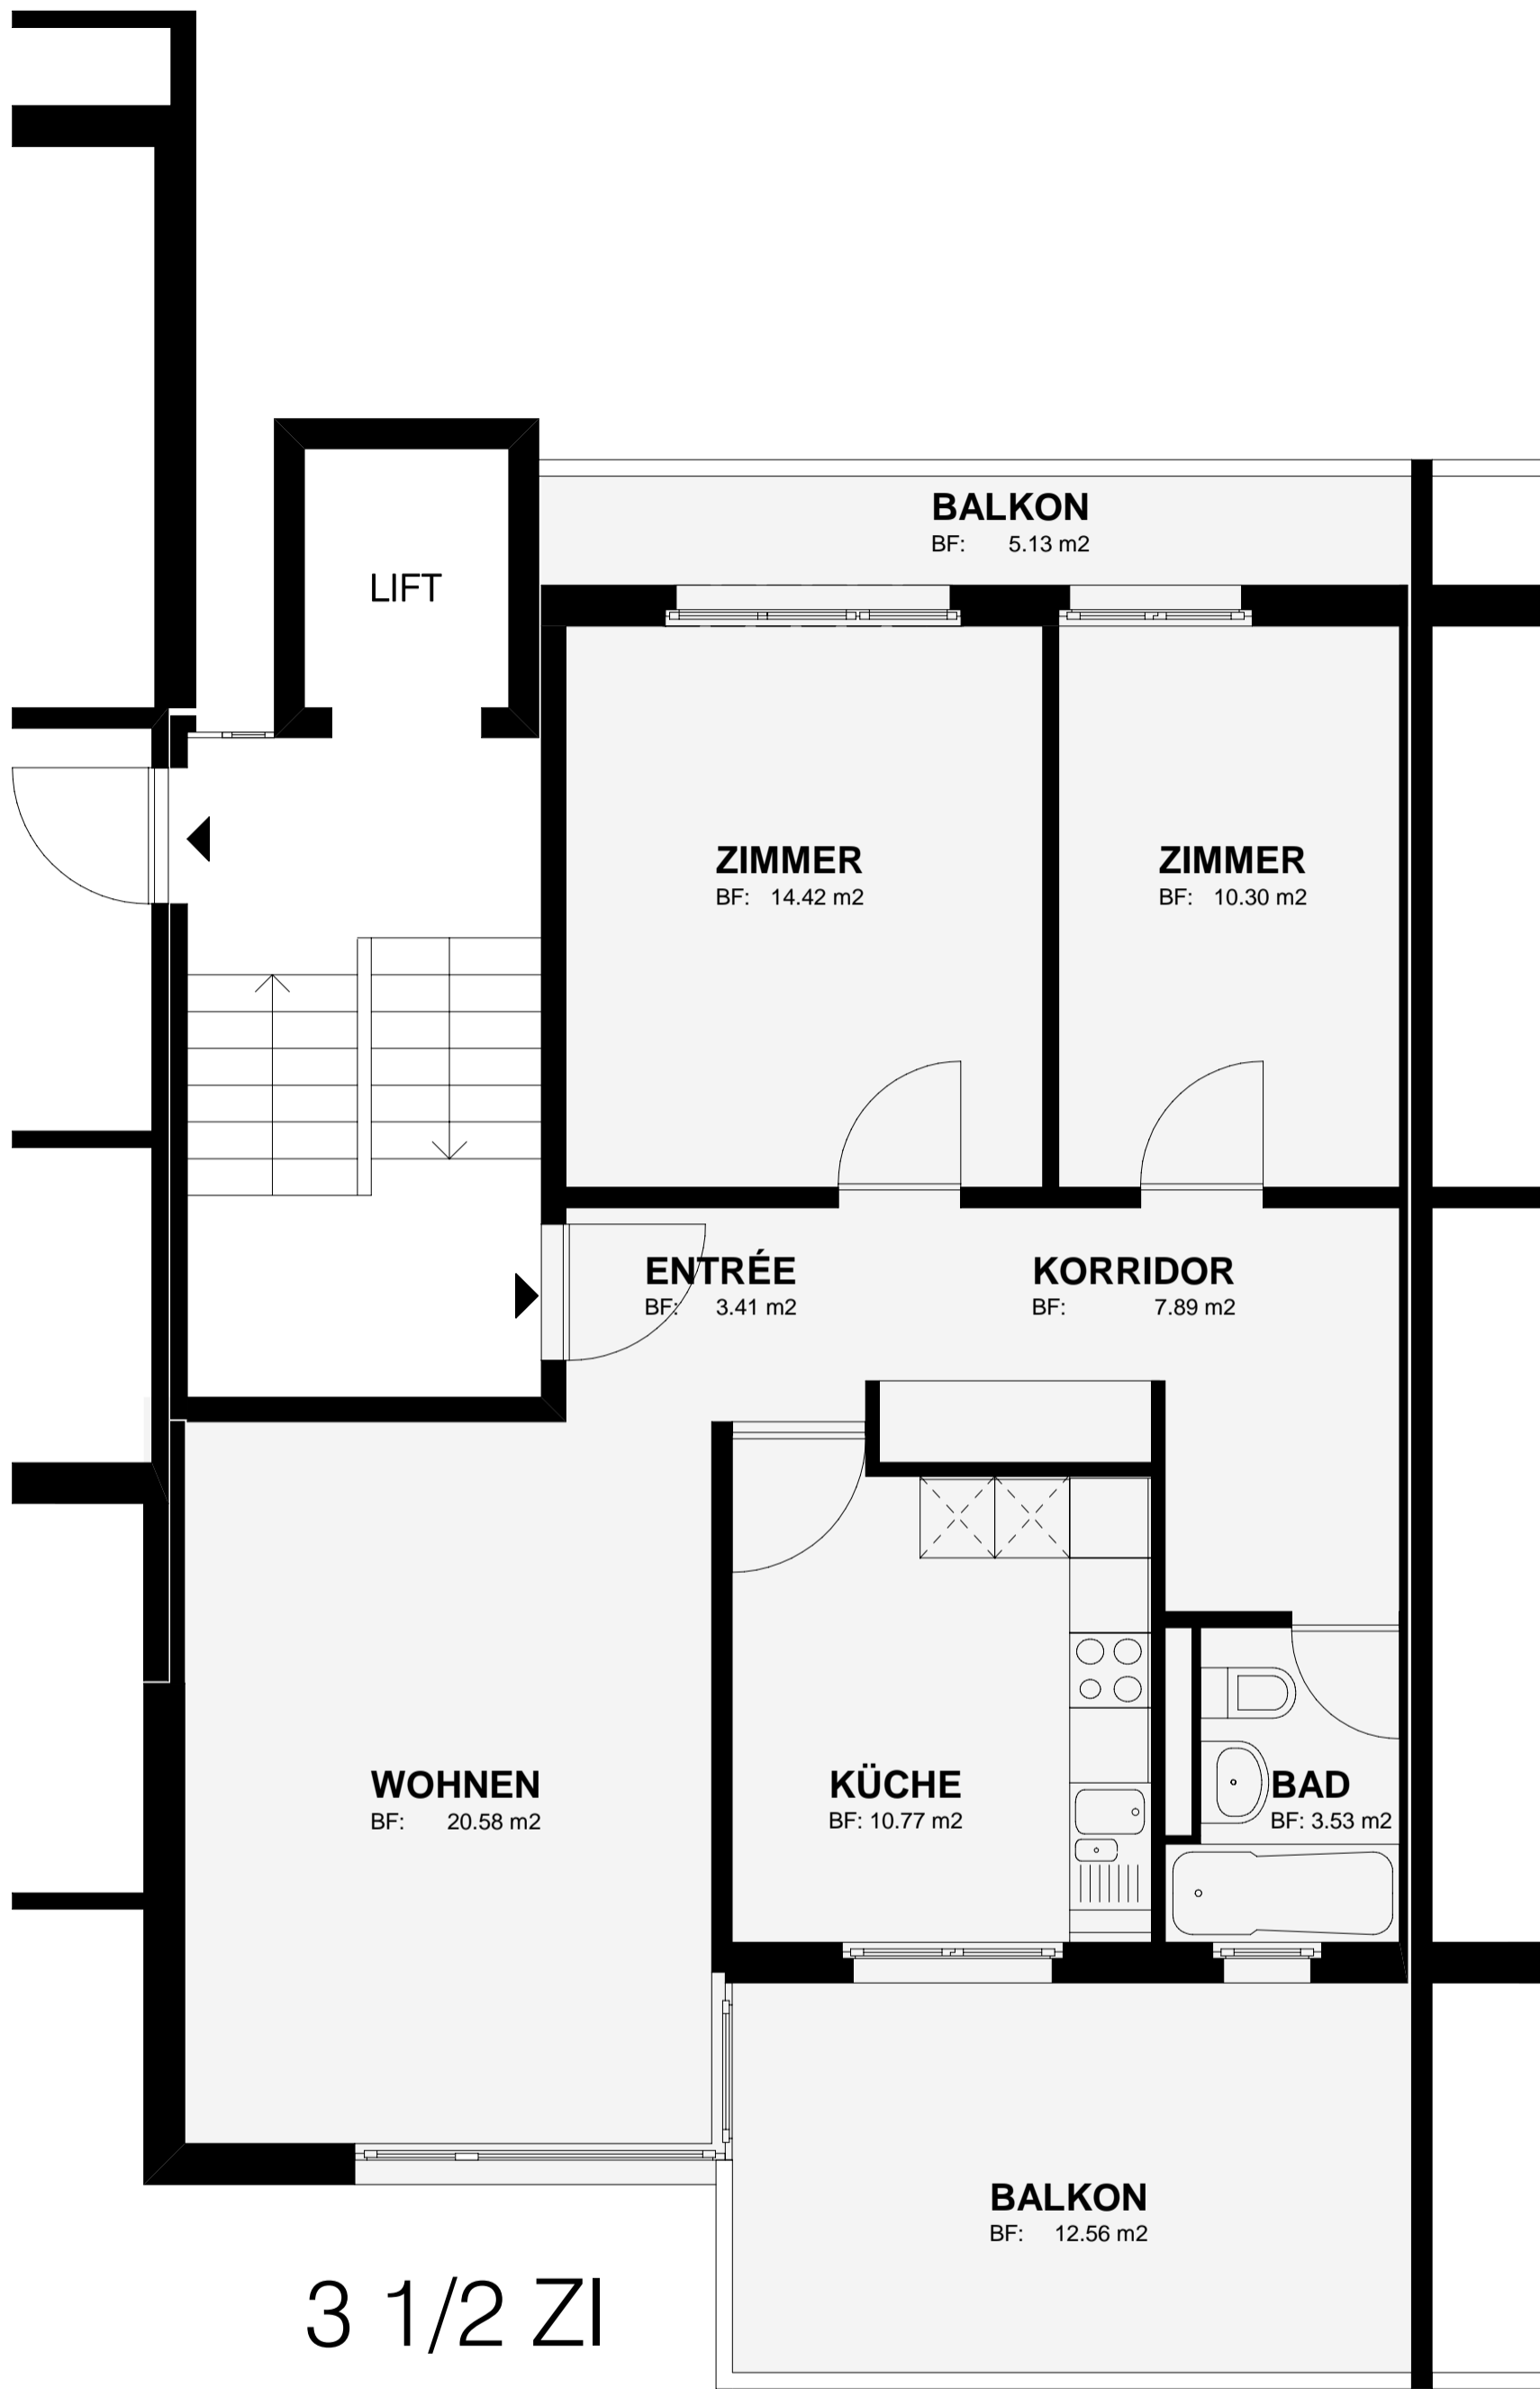 BALKON
BF: 5.13 m2
LIFT
ZIMMER
BF: 14.42 m2
ZIMMER
BF: 10.30 m2
ENTRÉE
BF: 3.41 m2
KORRIDOR
BF: 7.89 m2
WOHNEN
BF: 20.58 m2
KÜCHE
BF: 10.77 m2
BAD
BF: 3.53 m2
BALKON
BF: 12.56 m2
3 1/2 ZI